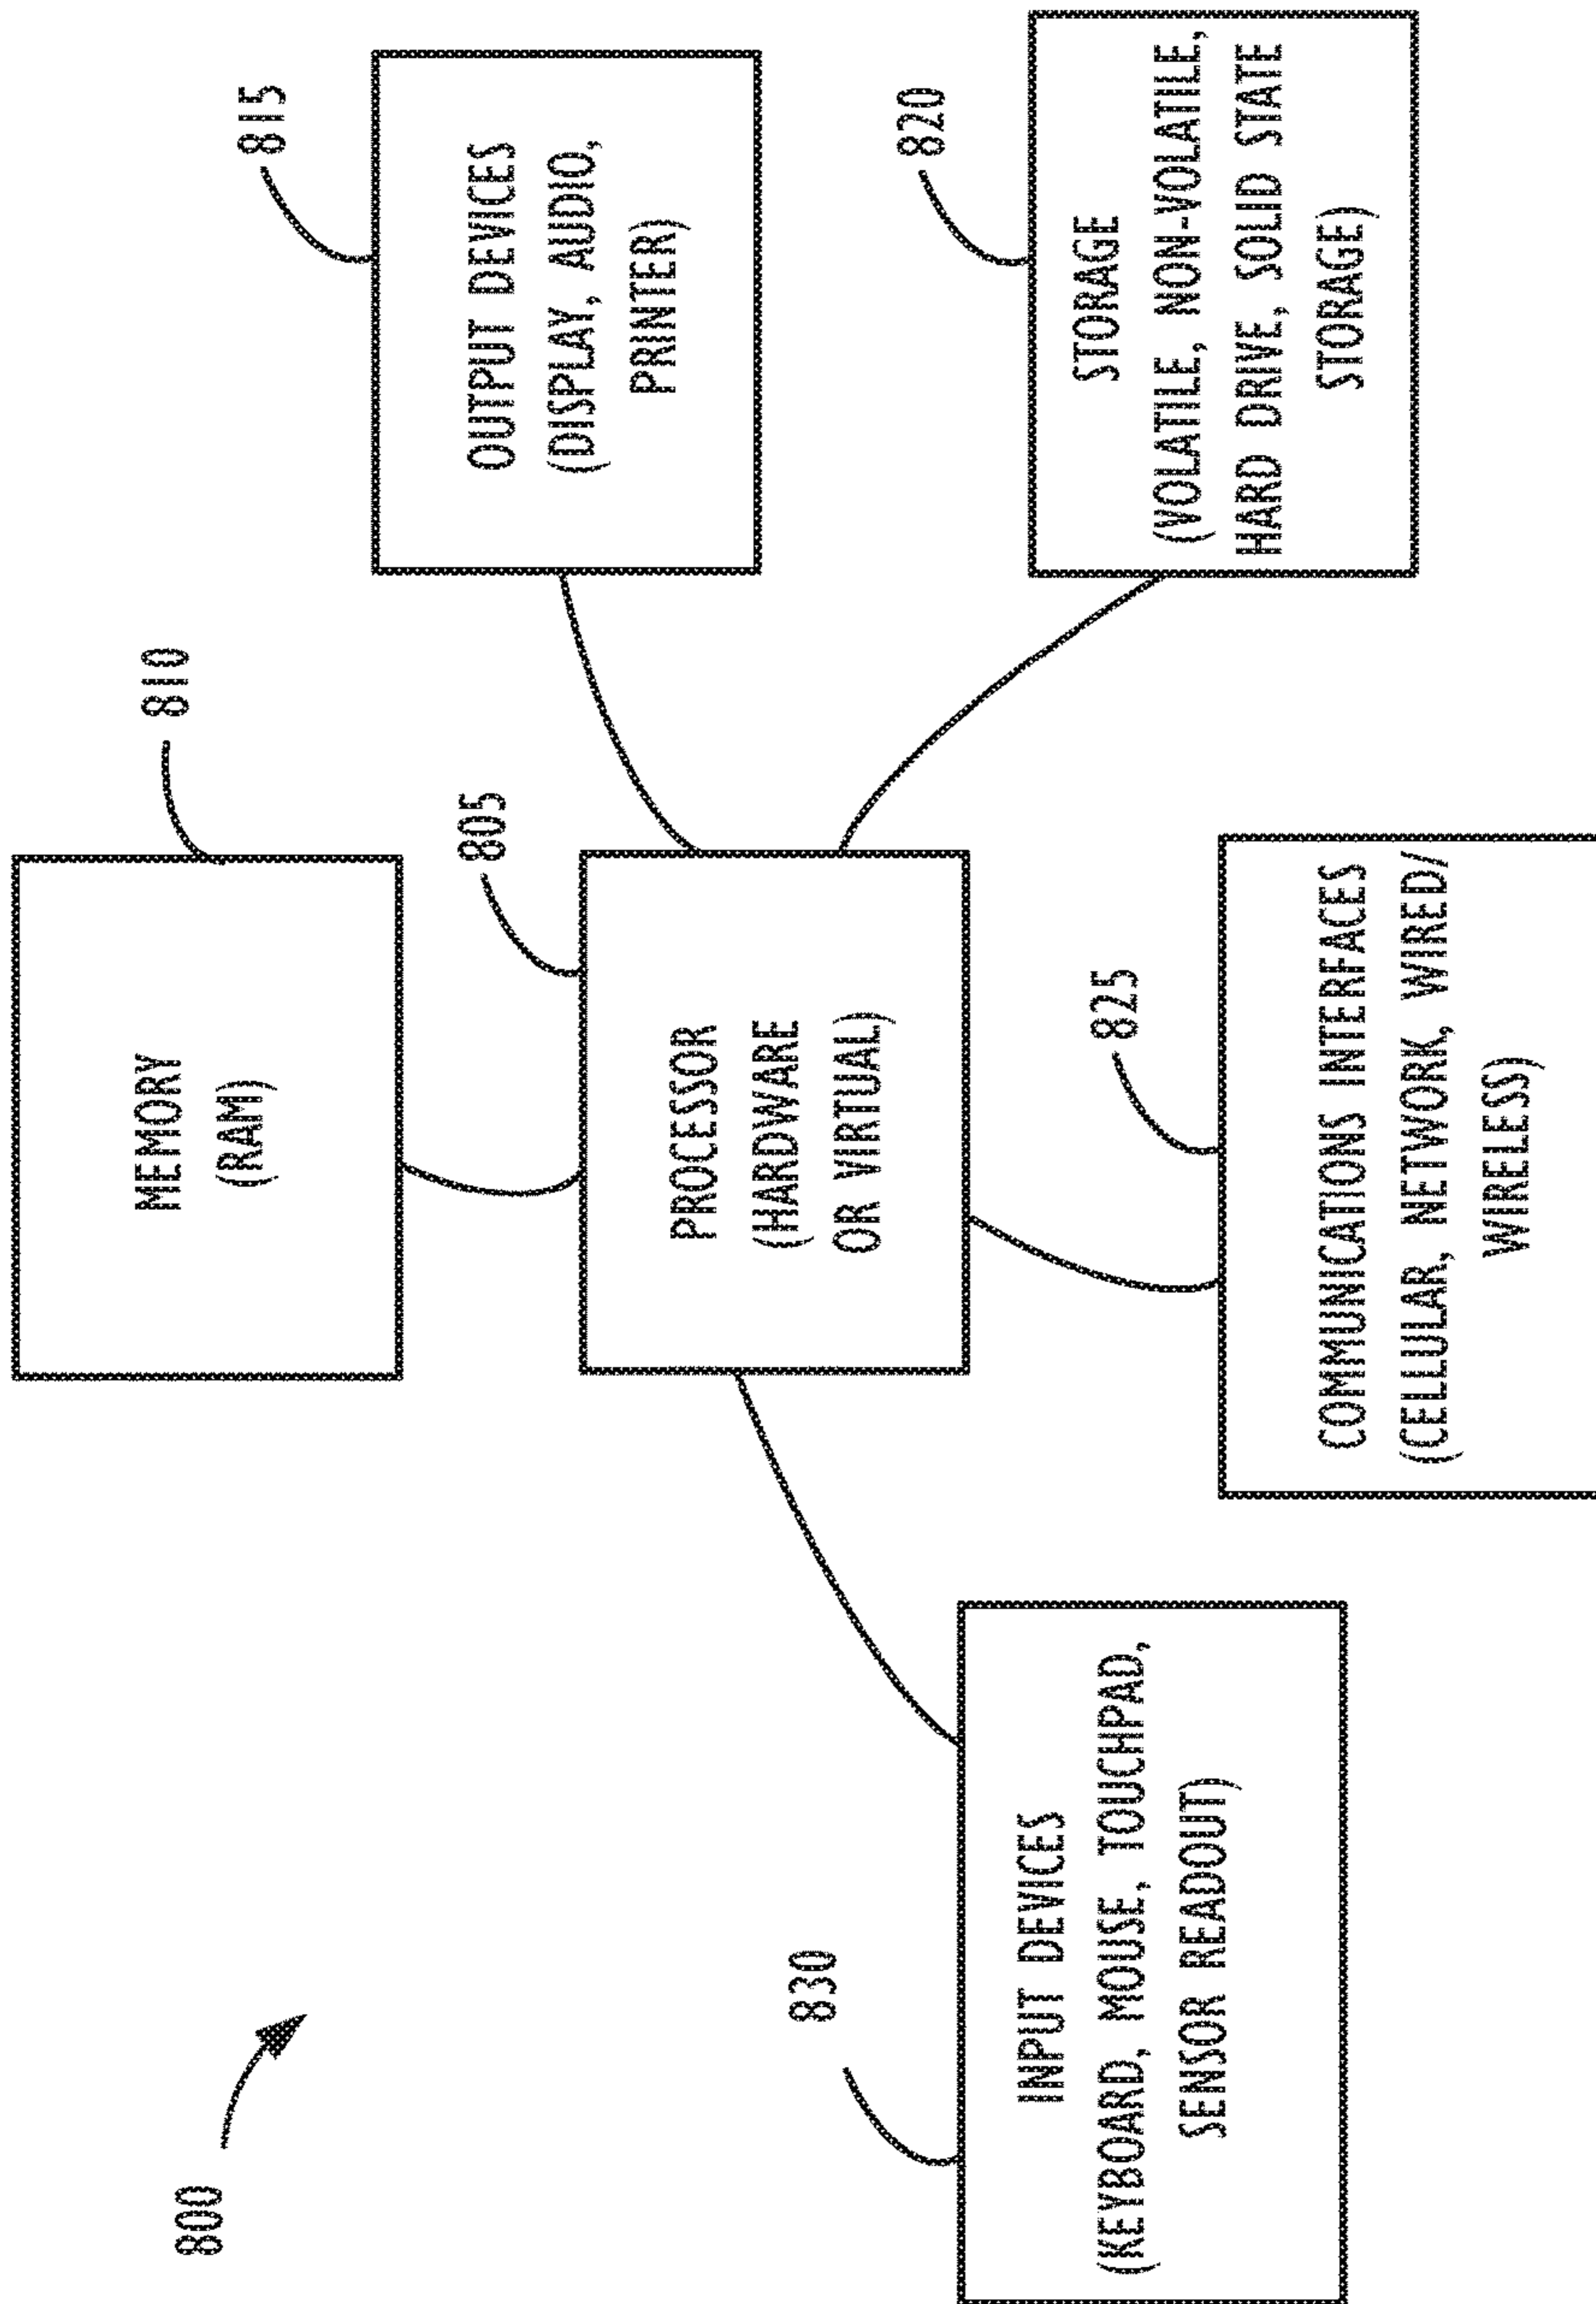 800
MEMORY
(RAM)
810
805
PROCESSOR
(HARDWARE
OR VIRTUAL)
815
OUTPUT DEVICES
(DISPLAY, AUDIO,
PRINTER)
820
STORAGE
(VOLATILE, NON-VOLATILE,
HARD DRIVE, SOLID STATE
STORAGE)
830
INPUT DEVICES
(KEYBOARD, MOUSE, TOUCHPAD,
SENSOR READOUT)
825
COMMUNICATIONS INTERFACES
(CELLULAR, NETWORK, WIRED/
WIRELESS)